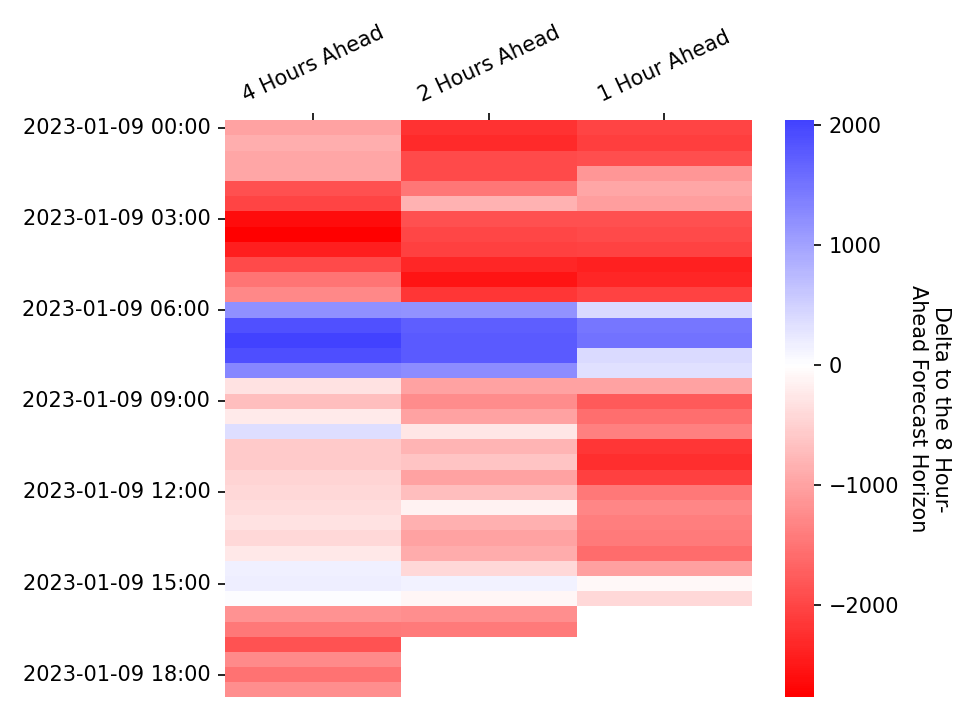 4 Hours Ahead
2 Hours Ahead
1 Hour Ahead
2023-01-09 00:00
2023-01-09 03:00
2023-01-09 06:00
2023-01-09 09:00
2023-01-09 12:00
2023-01-09 15:00
2023-01-09 18:00
2000
1000
0
−1000
−2000
Delta to the 8 Hour-
Ahead Forecast Horizon